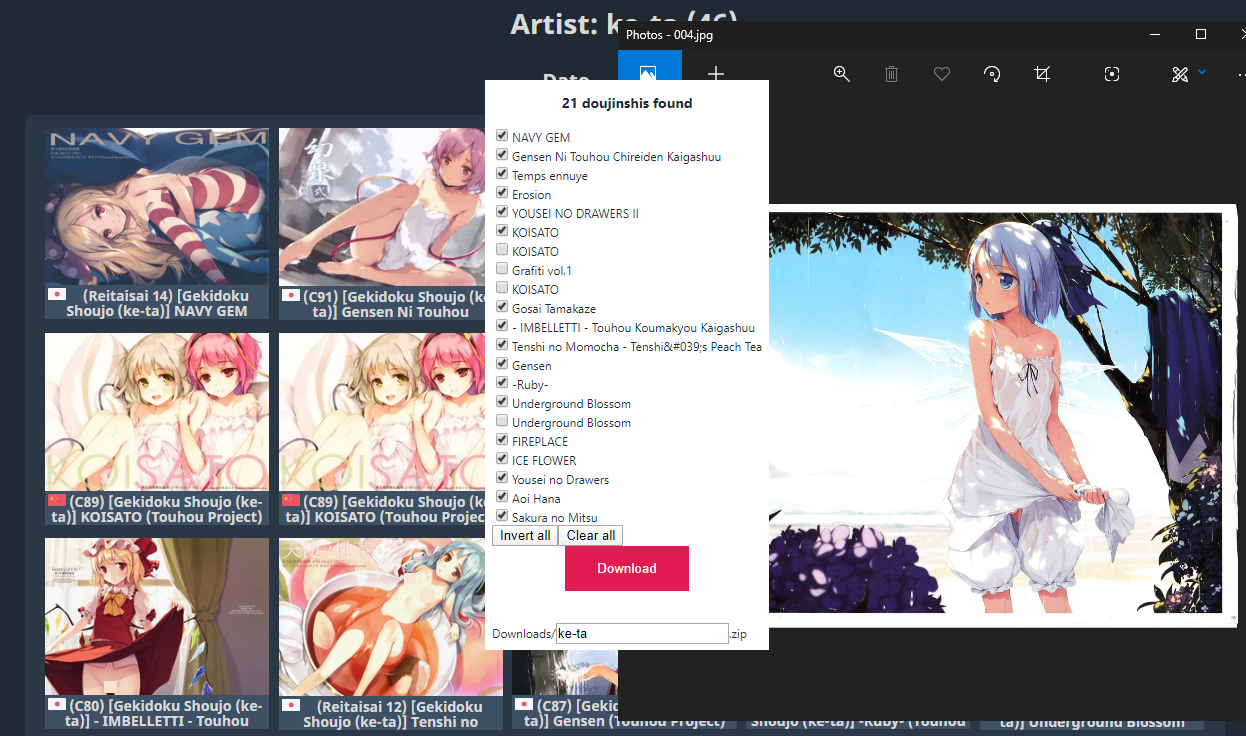 Artist: ke-ta (46)
Photos - 004.jpg
Date
21 doujinshis found
NAVY GEM
Gensen Ni Touhou Chireiden Kaigashuu
Temps ennuye
Erosion
YOUSEI NO DRAWERS II
KOISATO
KOISATO
Grafiti vol.1
KOISATO
Gosai Tamakaze
- IMBELLETTI - Touhou Koumakyou Kaigashuu
Tenshi no Momocha - Tenshi&#039;s Peach Tea
Gensen
-Ruby-
Underground Blossom
Underground Blossom
FIREPLACE
ICE FLOWER
Yousei no Drawers
Aoi Hana
Sakura no Mitsu
Invert all
Clear all
Download
Downloads/
ke-ta
.zip
NAVY GEM
(Reitaisai 14) [Gekidoku
Shoujo (ke-ta)] NAVY GEM
幻
泉
弐
(C91) [Gekidoku Shoujo (ke-
ta)] Gensen Ni Touhou
KOISATO
(C89) [Gekidoku Shoujo (ke-
ta)] KOISATO (Touhou Project)
KOISATO
(C89) [Gekidoku Shoujo (ke-
ta)] KOISATO (Touhou Projec
IMBELLETTI
(C80) [Gekidoku Shoujo (ke-
ta)] - IMBELLETTI - Touhou
(Reitaisai 12) [Gekidoku
Shoujo (ke-ta)] Tenshi no
(C87) [
ta)] Gensen (Touhou Project)
Shoujo (ke-ta)] -Ruby- (Touhou
ta)] Underground Blossom